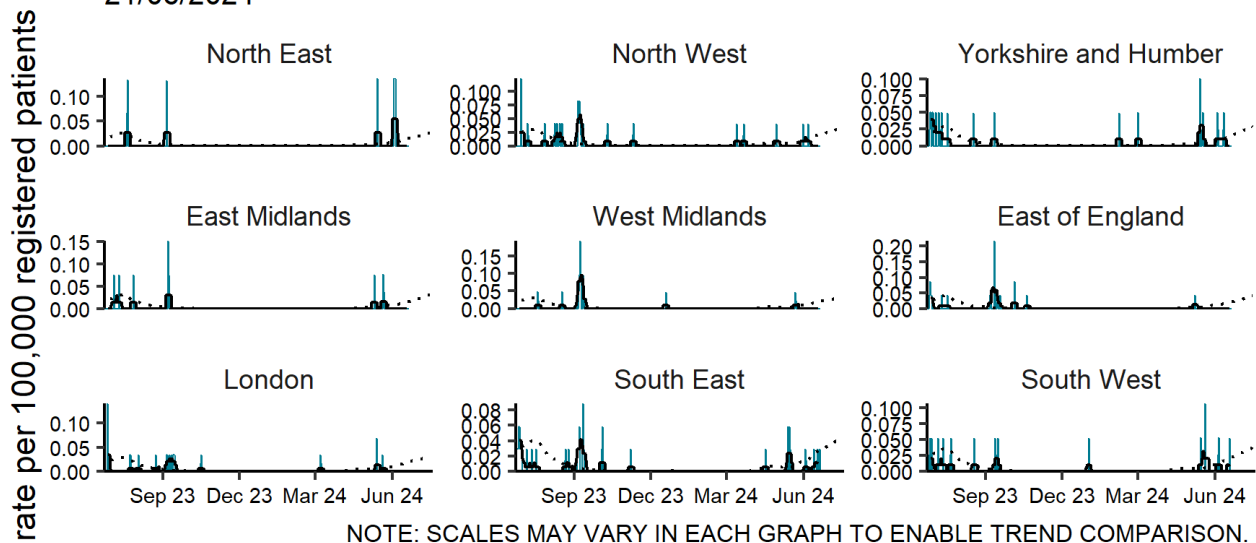 rate per 100,000 registered patients
North East
0.10
0.05
0.00
North West
0.100
0.075
0.050
0.025
0.000
Yorkshire and Humber
0.100
0.075
0.050
0.025
0.000
East Midlands
0.15
0.10
0.05
0.00
West Midlands
0.15
0.10
0.05
0.00
East of England
0.20
0.15
0.10
0.05
0.00
London
0.10
0.05
0.00
Sep 23 Dec 23 Mar 24 Jun 24
South East
0.08
0.06
0.04
0.02
0.00
Sep 23 Dec 23 Mar 24 Jun 24
South West
0.100
0.075
0.050
0.025
0.000
Sep 23 Dec 23 Mar 24 Jun 24
NOTE: SCALES MAY VARY IN EACH GRAPH TO ENABLE TREND COMPARISON.